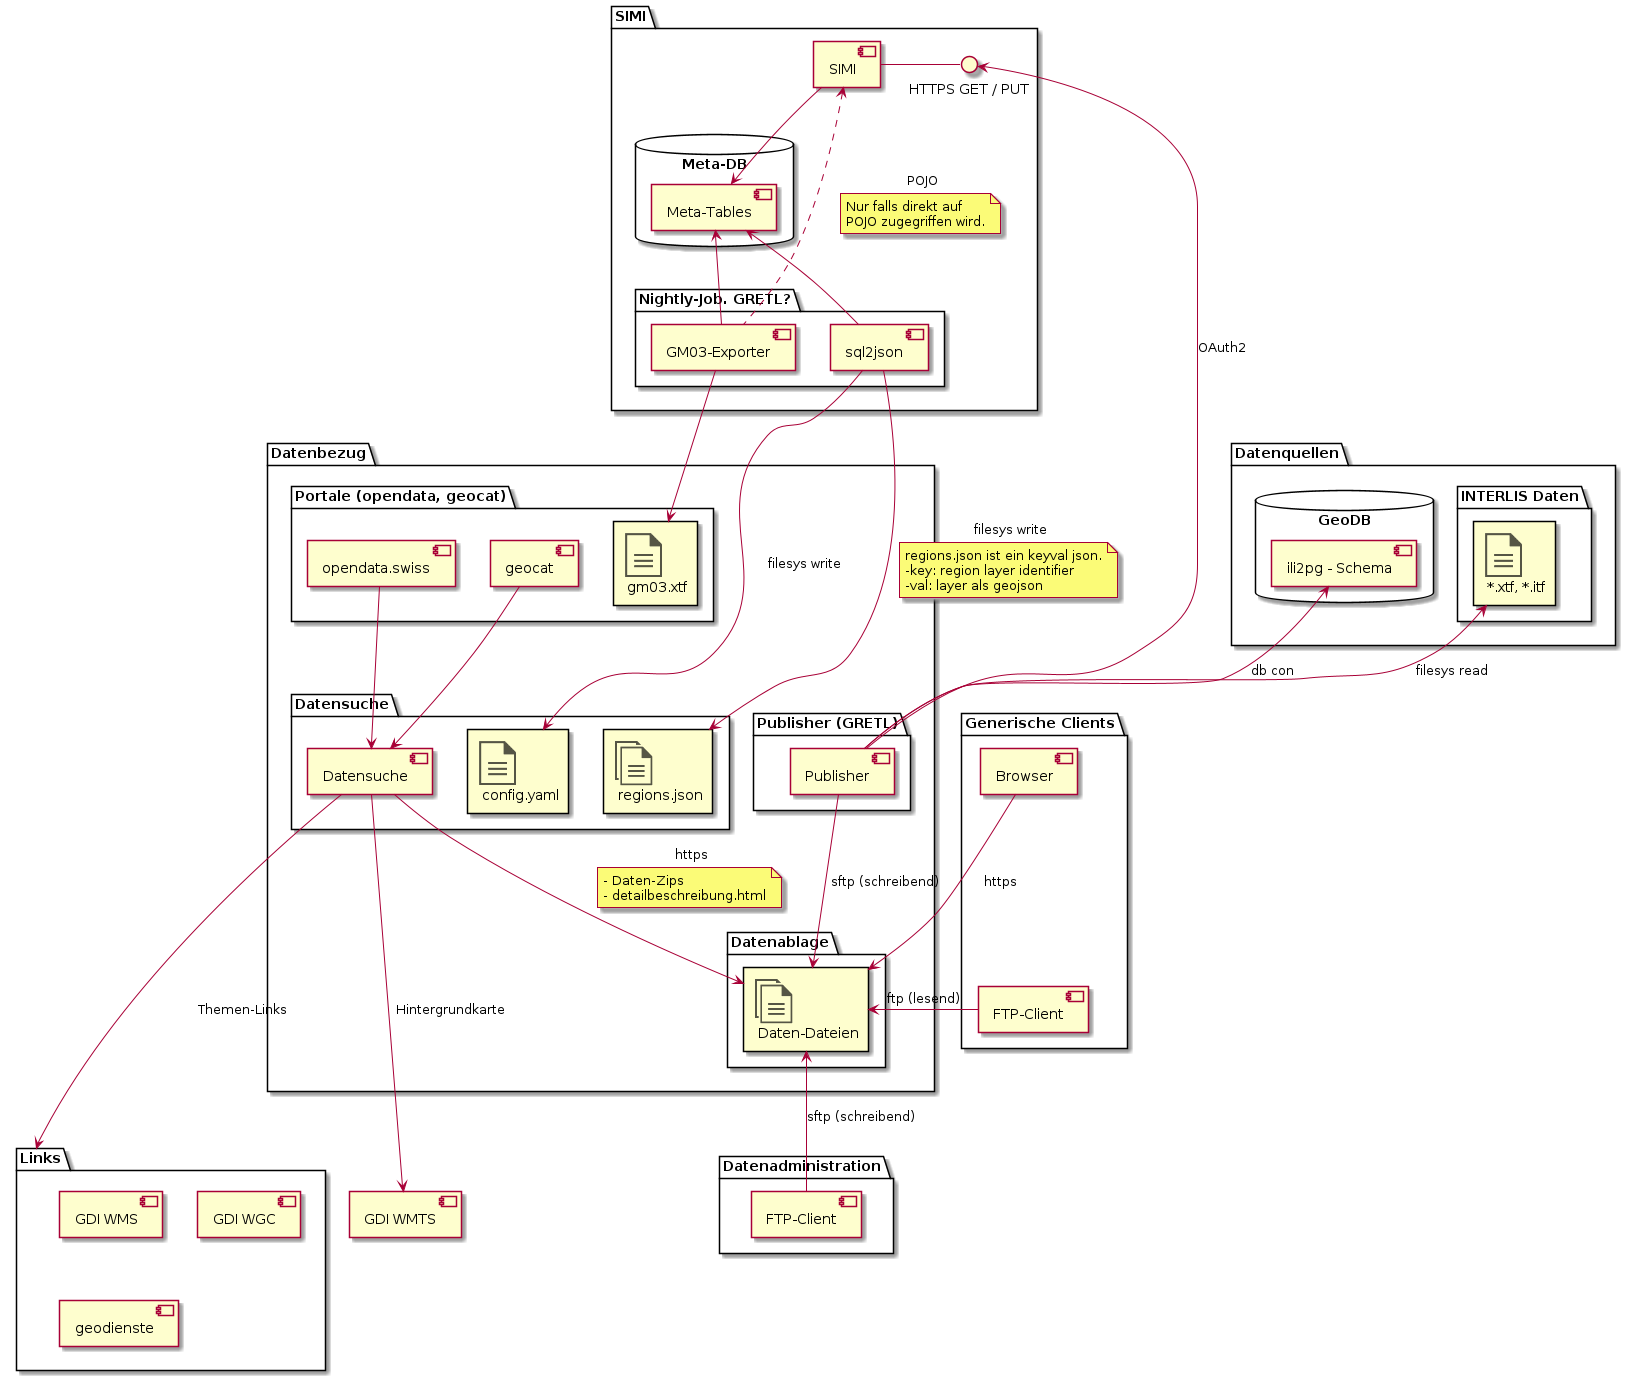 SIMI
SIMI
HTTPS GET / PUT
Meta-DB
POJO
Meta-Tables
Nur falls direkt auf
POJO zugegriffen wird.
Nightly-Job. GRETL?
GM03-Exporter
sql2json
OAuth2
Datenbezug
Datenquellen
Portale (opendata, geocat)
INTERLIS Daten
GeoDB
filesys write
opendata.swiss
geocat
gm03.xtf
filesys write
regions.json ist ein keyval json.
-key: region layer identifier
-val: layer als geojson
ili2pg - Schema
*.xtf, *.itf
db con
filesys read
Datensuche
Publisher (GRETL)
Generische Clients
Datensuche
config.yaml
regions.json
Publisher
Browser
https
- Daten-Zips
- detailbeschreibung.html
sftp (schreibend)
https
Datenablage
ftp (lesend)
Daten-Dateien
FTP-Client
Themen-Links
Hintergrundkarte
sftp (schreibend)
Links
Datenadministration
GDI WMS
GDI WGC
GDI WMTS
FTP-Client
geodienste